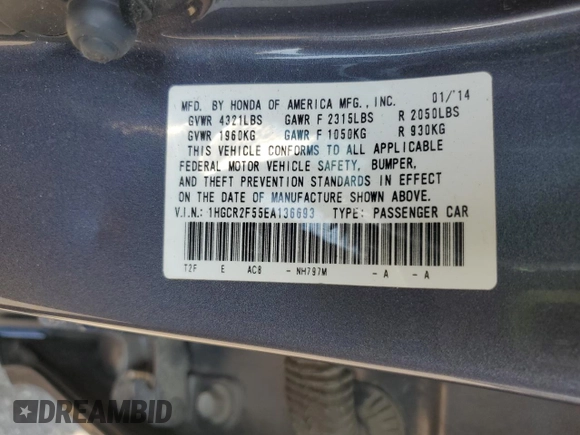 MFD. BY HONDA OF AMERICA MFG., INC. 01/'14
GVWR 4321LBS GAWR F 2315LBS R 2050LBS
GVWR 1960KG GAWR F 1050KG R 930KG
THIS VEHICLE CONFORMS TO ALL APPLICABLE
FEDERAL MOTOR VEHICLE SAFETY, BUMPER,
AND THEFT PREVENTION STANDARDS IN EFFECT
ON THE DATE OF MANUFACTURE SHOWN ABOVE.
V.I.N.: 1HGCR2F55EA136693 TYPE: PASSENGER CAR
T2F E AC8 - NH797M - A - A
DREAMBID